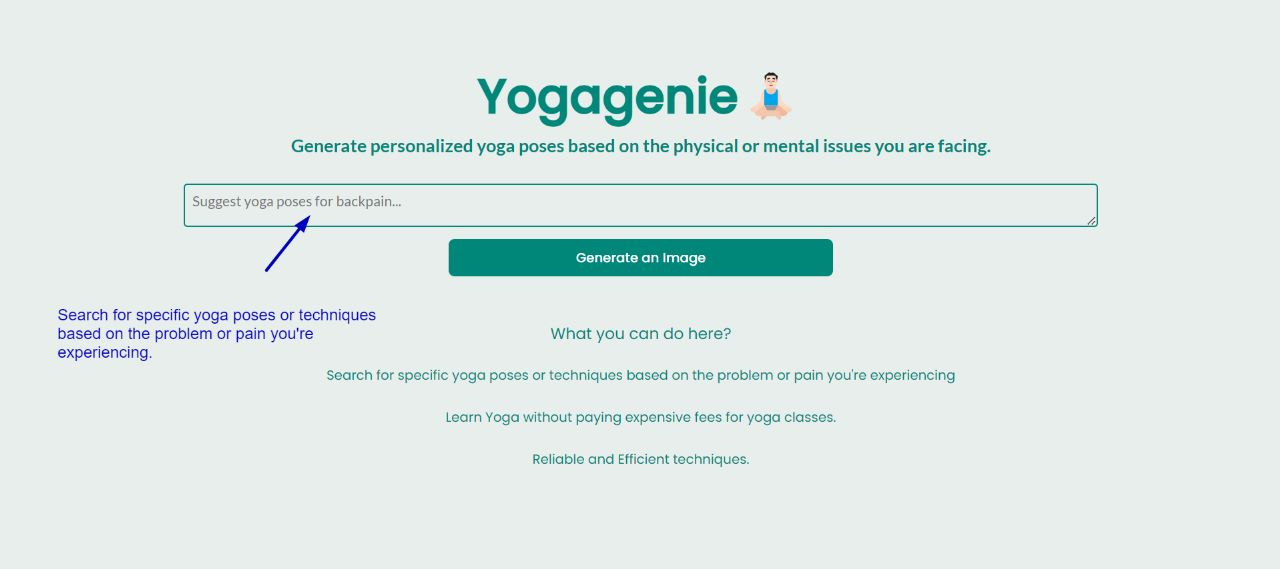 Yogagenie
Generate personalized yoga poses based on the physical or mental issues you are facing.
Suggest yoga poses for backpain...
Generate an Image
Search for specific yoga poses or techniques
based on the problem or pain you're
experiencing.
What you can do here?
Search for specific yoga poses or techniques based on the problem or pain you're experiencing
Learn Yoga without paying expensive fees for yoga classes.
Reliable and Efficient techniques.